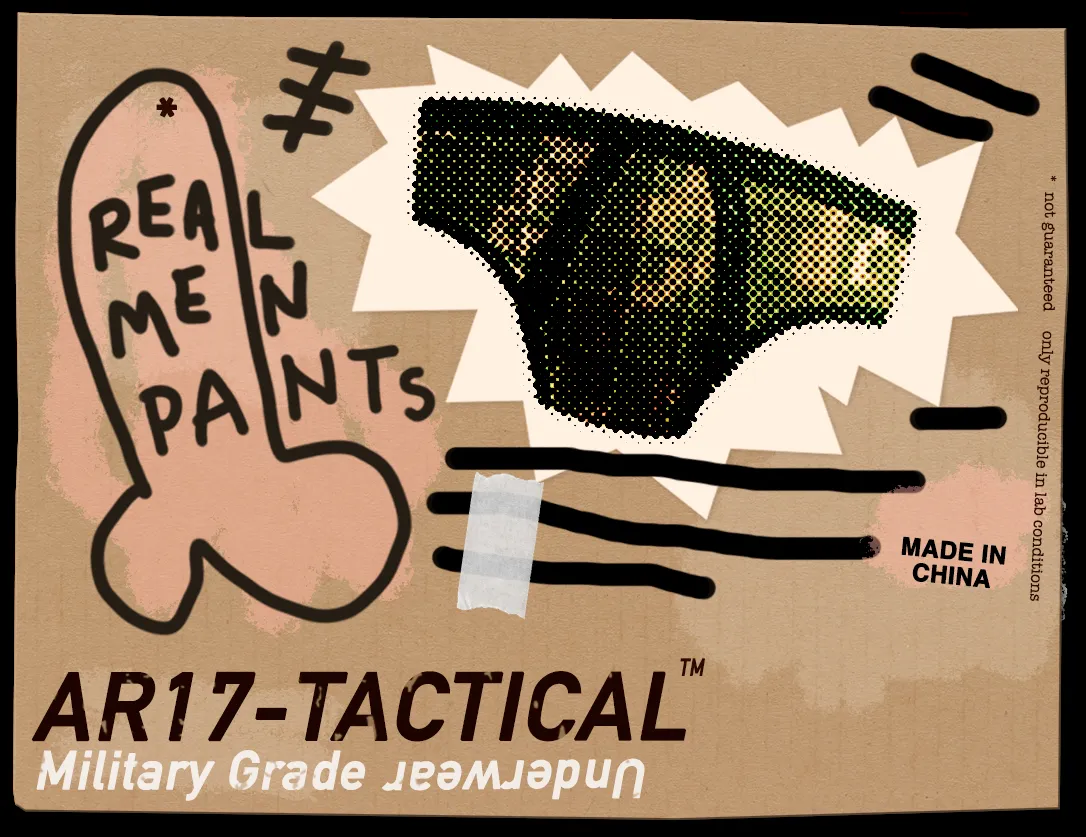 *
REAL
MEN
PANTS
* not guaranteed only reproducible in lab conditions
MADE IN
CHINA
AR17-TACTICAL™
Military Grade Underwear